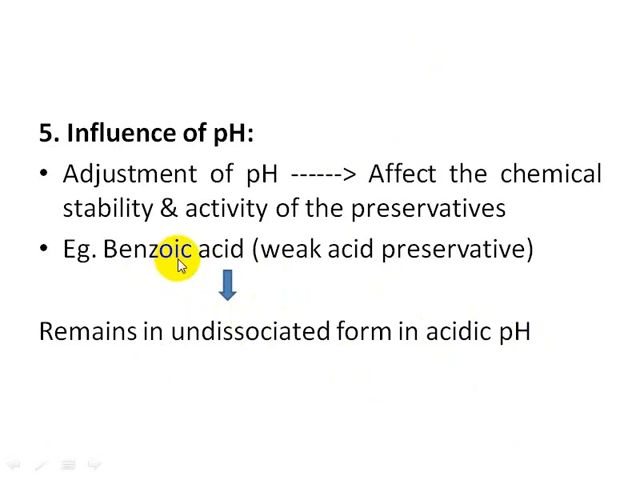 5. Influence of pH:
• Adjustment of pH ------> Affect the chemical
stability & activity of the preservatives
• Eg. Benzoic acid (weak acid preservative)
Remains in undissociated form in acidic pH